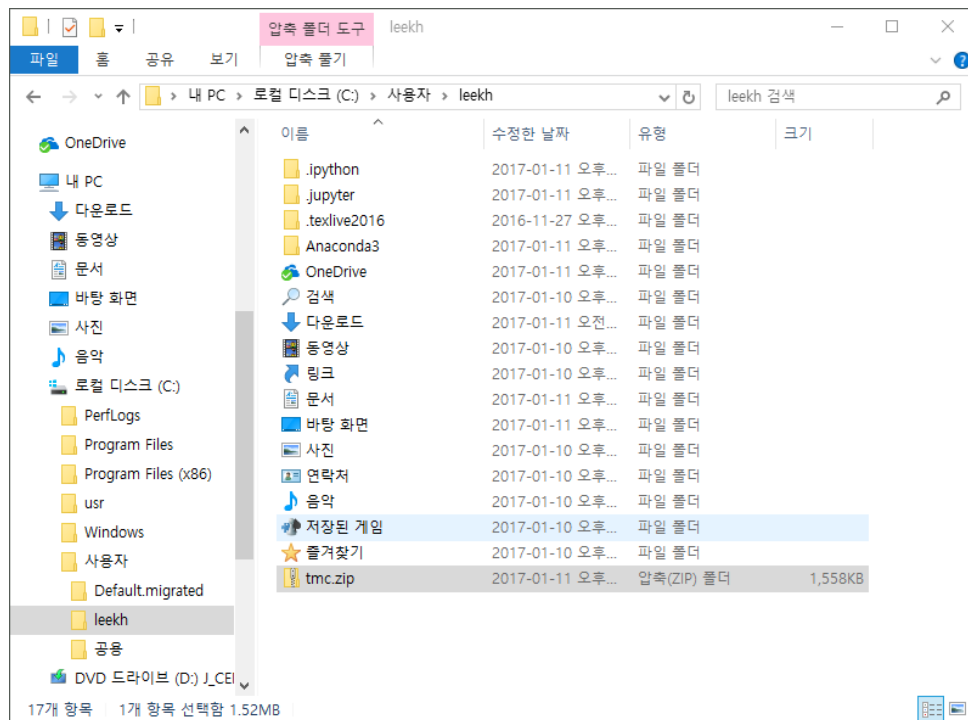 압축 폴더 도구 leekh
파일 홈 공유 보기 압축 풀기
내 PC 로컬 디스크 (C:) 사용자 leekh leekh 검색
이름 수정한 날짜 유형 크기
OneDrive
내 PC
다운로드
동영상
문서
바탕 화면
사진
음악
로컬 디스크 (C:)
PerfLogs
Program Files
Program Files (x86)
usr
Windows
사용자
Default.migrated
leekh
공용
DVD 드라이브 (D:) J_CEI
.ipython 2017-01-11 오후... 파일 폴더
.jupyter 2017-01-11 오후... 파일 폴더
.texlive2016 2016-11-27 오후... 파일 폴더
Anaconda3 2017-01-11 오후... 파일 폴더
OneDrive 2017-01-11 오후... 파일 폴더
검색 2017-01-10 오후... 파일 폴더
다운로드 2017-01-11 오전... 파일 폴더
동영상 2017-01-10 오후... 파일 폴더
링크 2017-01-10 오후... 파일 폴더
문서 2017-01-11 오후... 파일 폴더
바탕 화면 2017-01-11 오후... 파일 폴더
사진 2017-01-10 오후... 파일 폴더
연락처 2017-01-10 오후... 파일 폴더
음악 2017-01-10 오후... 파일 폴더
저장된 게임 2017-01-10 오후... 파일 폴더
즐겨찾기 2017-01-10 오후... 파일 폴더
tmc.zip 2017-01-11 오후... 압축(ZIP) 폴더 1,558KB
17개 항목 1개 항목 선택함 1.52MB